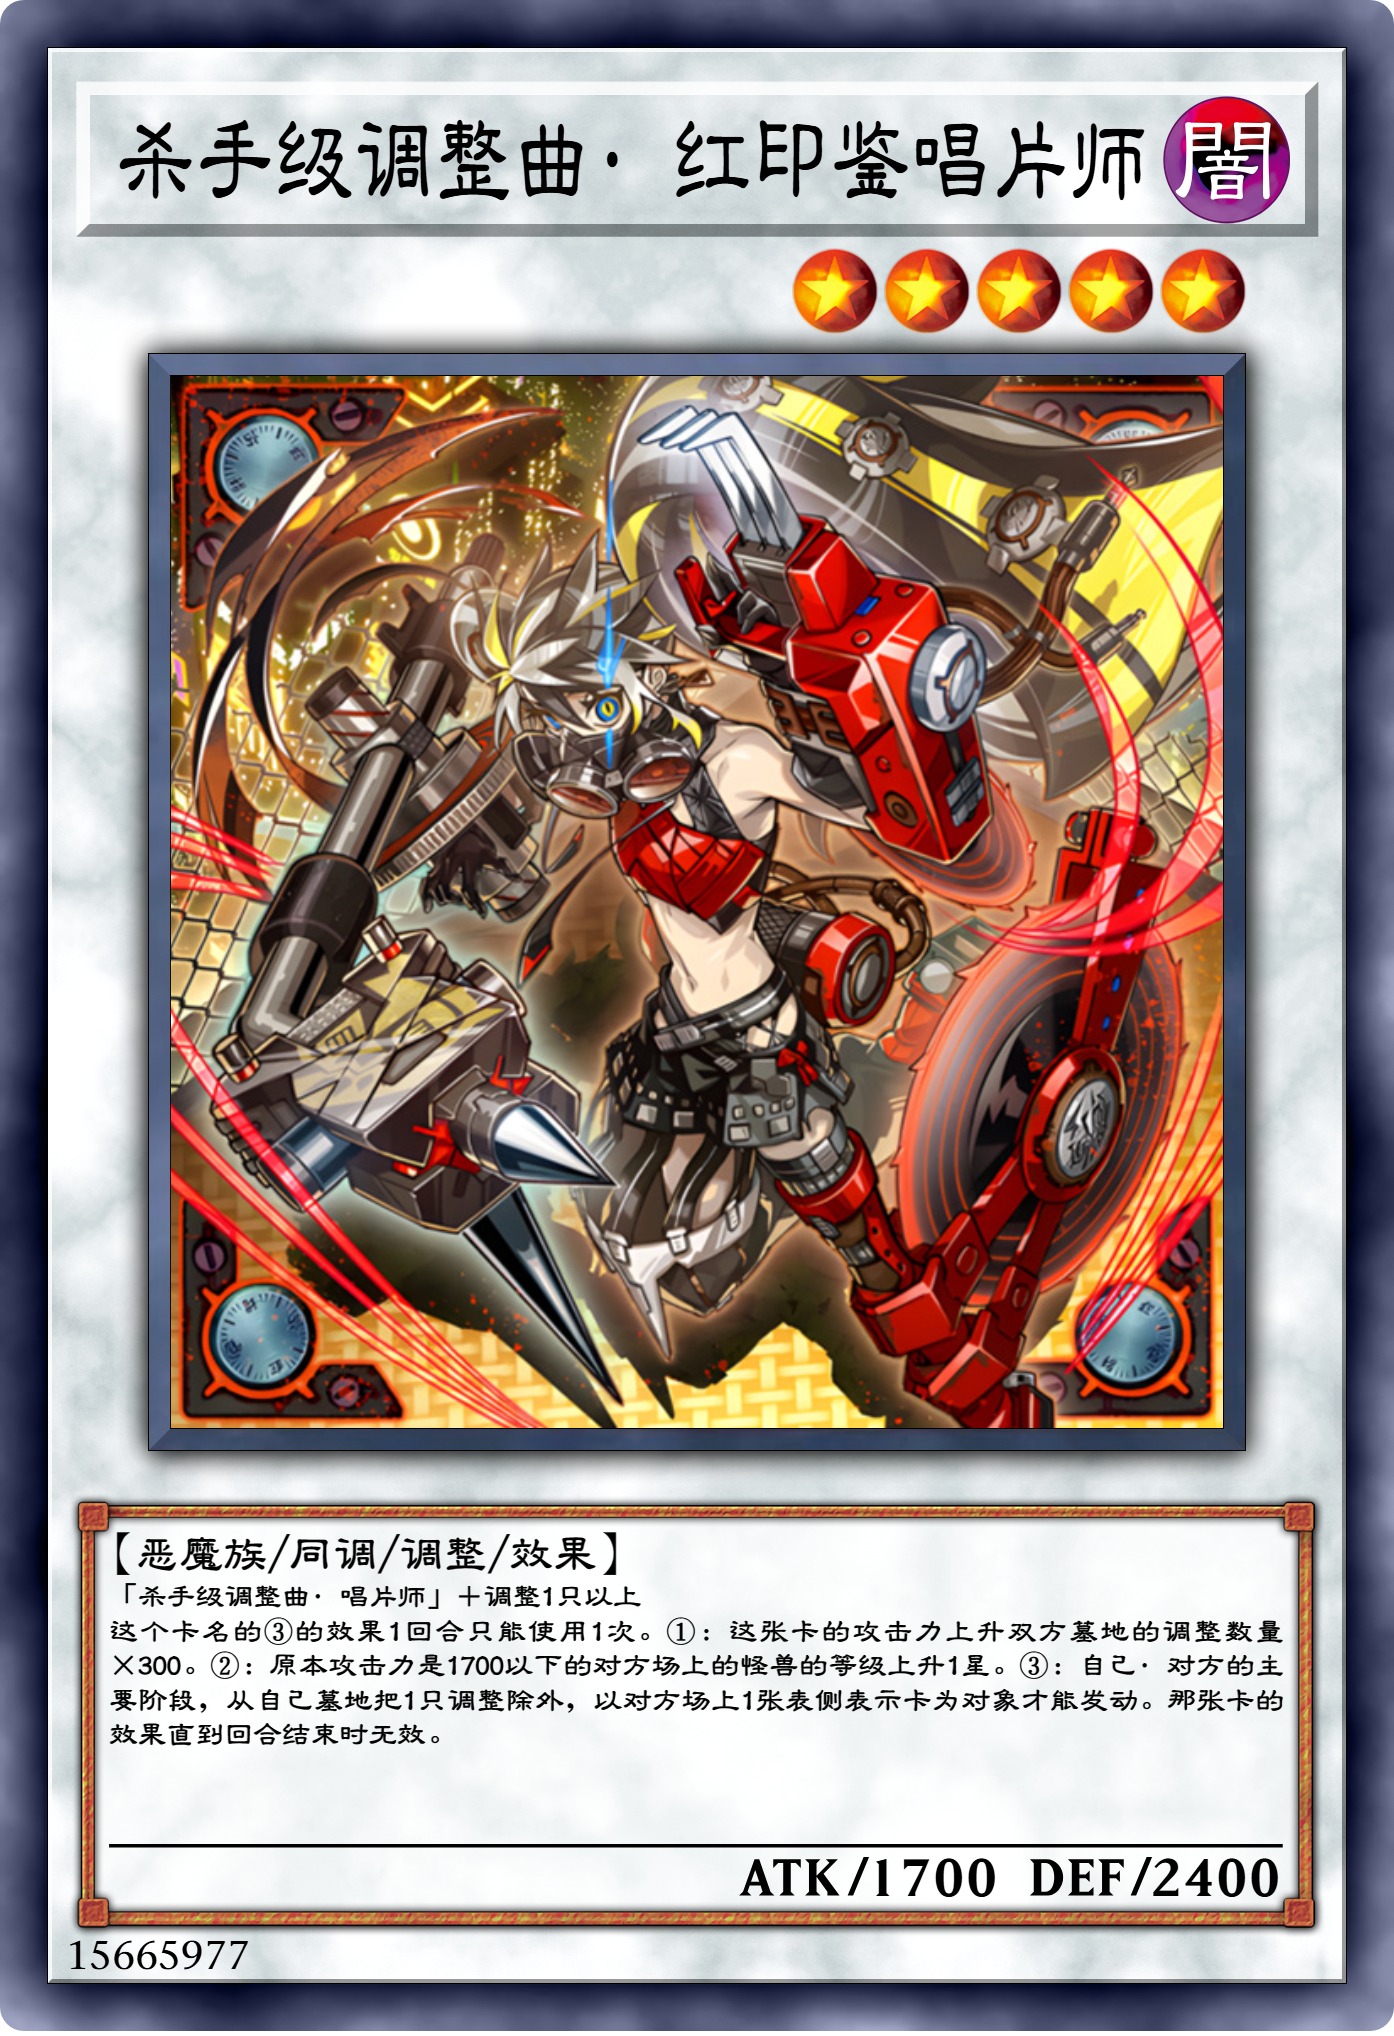 杀手级调整曲·红印鉴唱片师
闇
【恶魔族/同调/调整/效果】
「杀手级调整曲·唱片师」＋调整1只以上
这个卡名的③的效果1回合只能使用1次。①：这张卡的攻击力上升双方墓地的调整数量
×300。②：原本攻击力是1700以下的对方场上的怪兽的等级上升1星。③：自己·对方的主
要阶段，从自己墓地把1只调整除外，以对方场上1张表侧表示卡为对象才能发动。那张卡的
效果直到回合结束时无效。
ATK/1700 DEF/2400
15665977